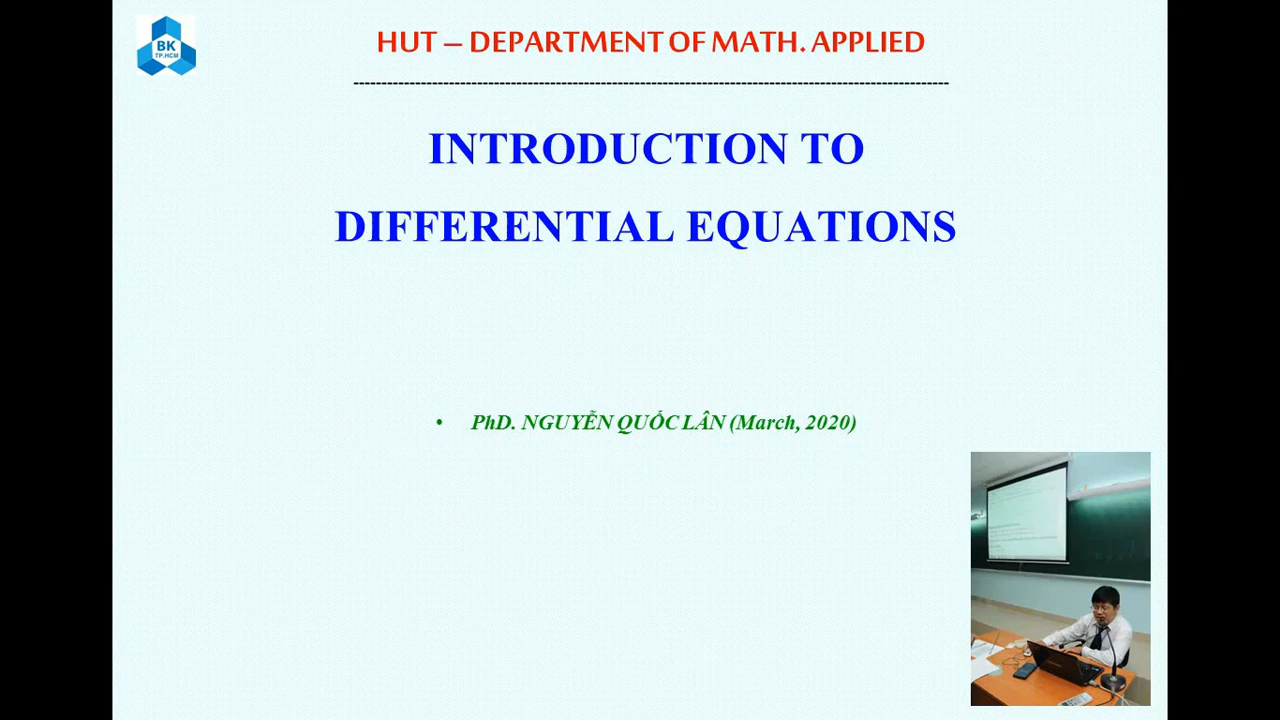 BK
TP.HCM
HUT – DEPARTMENT OF MATH. APPLIED
----------------------------------------------------------------------------------------------------
INTRODUCTION TO
DIFFERENTIAL EQUATIONS
• PhD. NGUYỄN QUỐC LÂN (March, 2020)